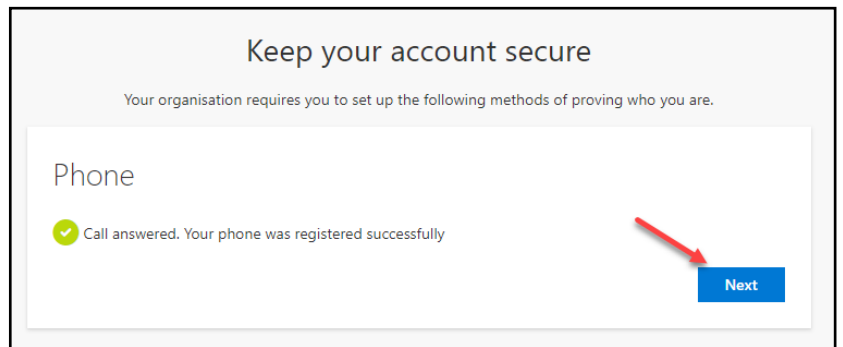 Keep your account secure
Your organisation requires you to set up the following methods of proving who you are.
Phone
Call answered. Your phone was registered successfully
Next